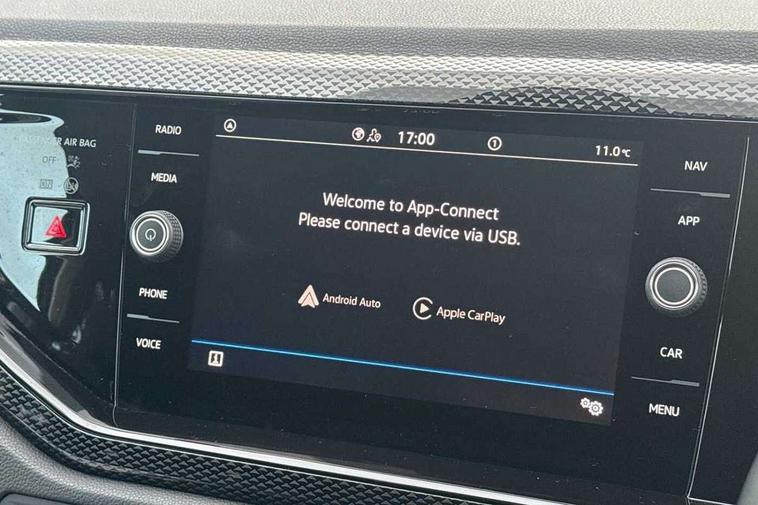 RADIO
MEDIA
PHONE
VOICE
AIR BAG
OFF
17:00
1
11.0°C
Welcome to App-Connect
Please connect a device via USB.
Android Auto
Apple CarPlay
NAV
APP
CAR
MENU